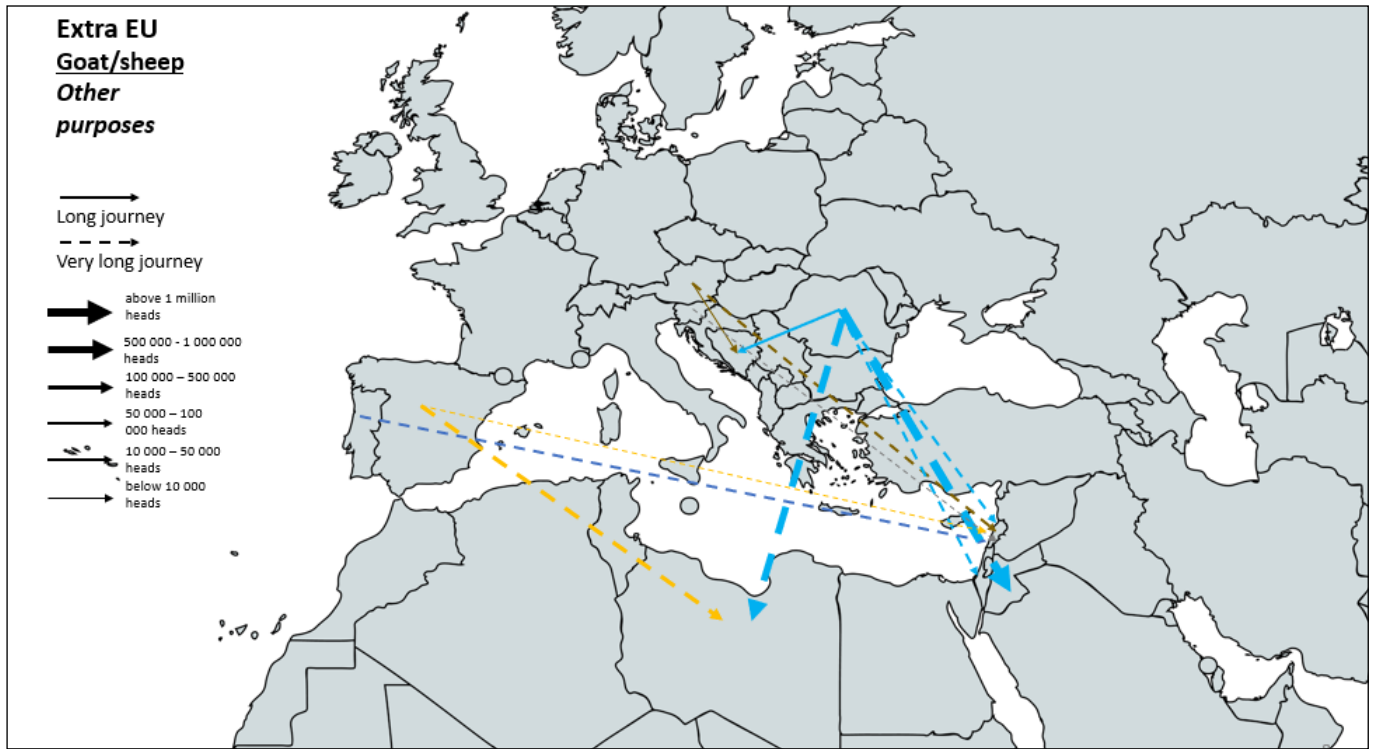 Extra EU
Goat/sheep
Other
purposes
Long journey
Very long journey
above 1 million
heads
500 000 - 1 000 000
heads
100 000 – 500 000
heads
50 000 – 100
000 heads
10 000 – 50 000
heads
below 10 000
heads